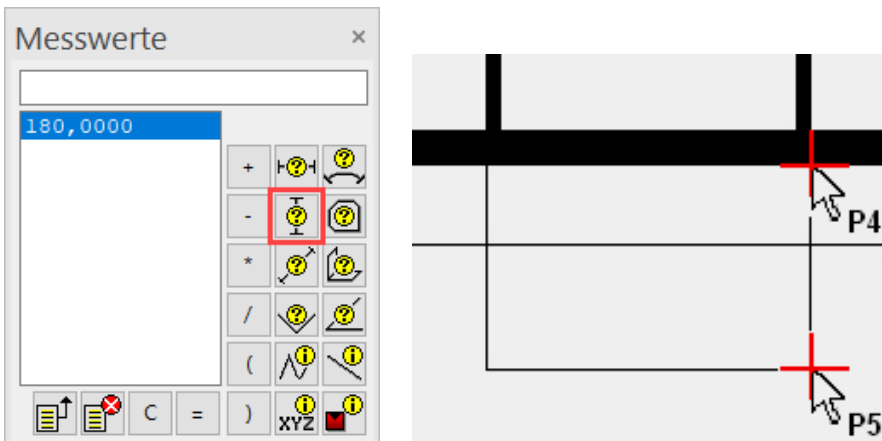 Messwerte ×
180,0000
+
-
*
/
(
C = ) XYZ
P4
P5